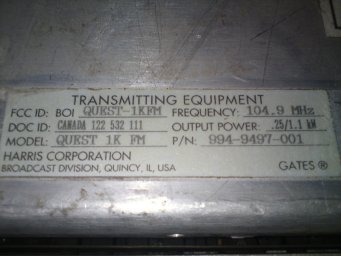 TRANSMITTING EQUIPMENT
FCC ID: BOI QUEST-1KFM FREQUENCY: 104.9 MHz
DOC ID: CANADA 122 532 111 OUTPUT POWER: .25/1.1 kW
MODEL: QUEST 1K FM P/N: 994-9497-001
HARRIS CORPORATION
BROADCAST DIVISION, QUINCY, IL, USA GATES ®